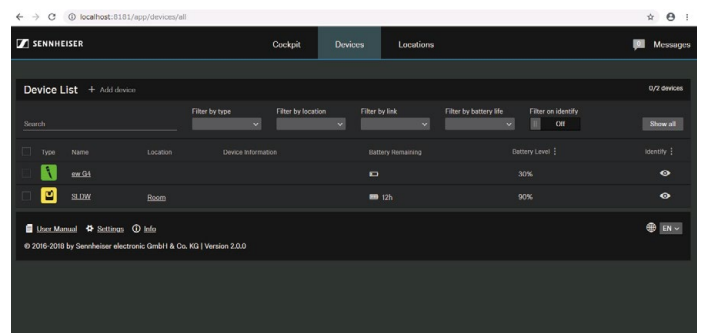 localhost:8181/app/devices/all
SENNHEISER Cockpit Devices Locations 0 Messages
Device List + Add device 0/2 devices
Filter by type Filter by location Filter by link Filter by battery life Filter on identify
Search Off Show all
Type Name Location Device Information Battery Remaining Battery Level Identify
ew G4 30%
SLDW Room 12h 90%
User Manual Settings Info EN
© 2016-2018 by Sennheiser electronic GmbH & Co. KG | Version 2.0.0